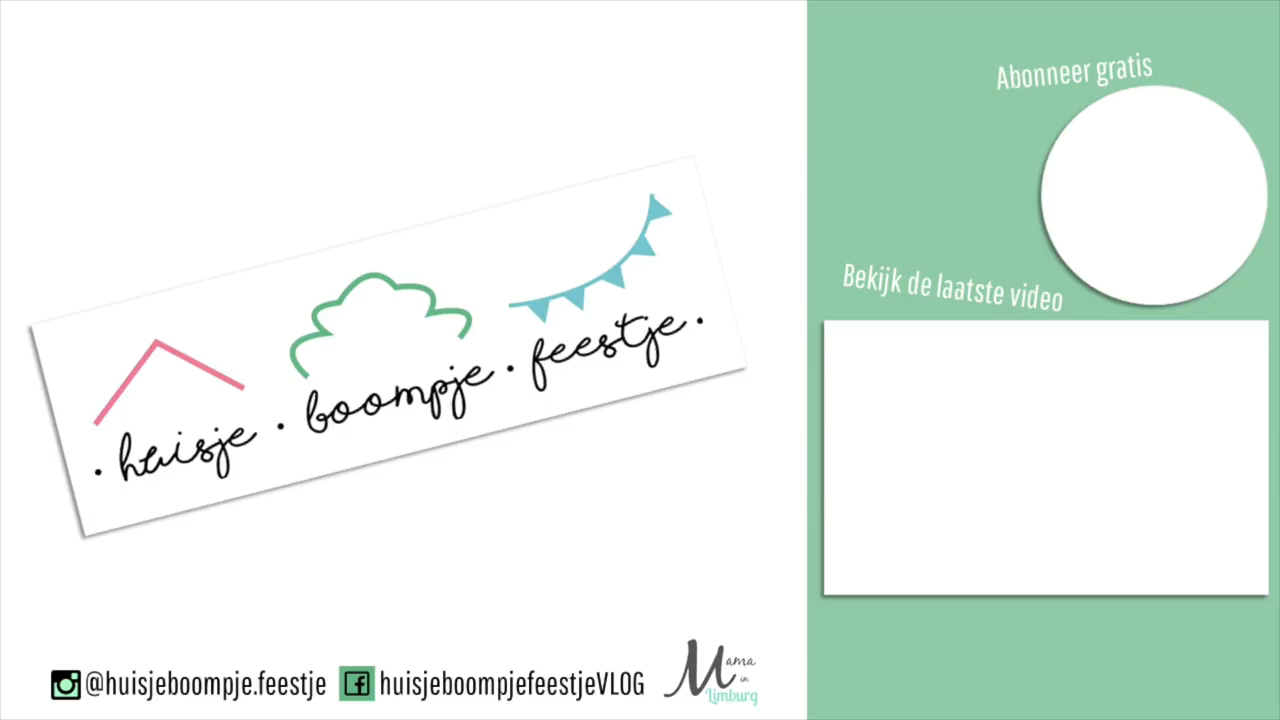 • huisje • boompje • feestje •
Abonneer gratis
Bekijk de laatste video
@huisjeboompje.feestje
huisjeboompjefeestjeVLOG
Mama
in
Limburg